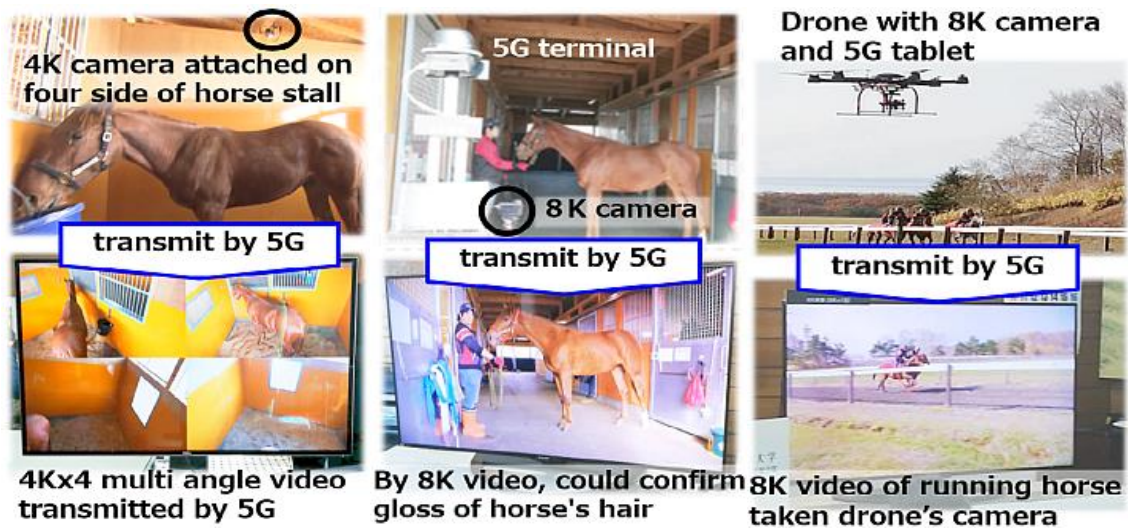 4K camera attached on
four side of horse stall
transmit by 5G
4Kx4 multi angle video
transmitted by 5G
5G terminal
8K camera
transmit by 5G
By 8K video, could confirm
gloss of horse's hair
Drone with 8K camera
and 5G tablet
transmit by 5G
大学
8K video of running horse
taken drone's camera